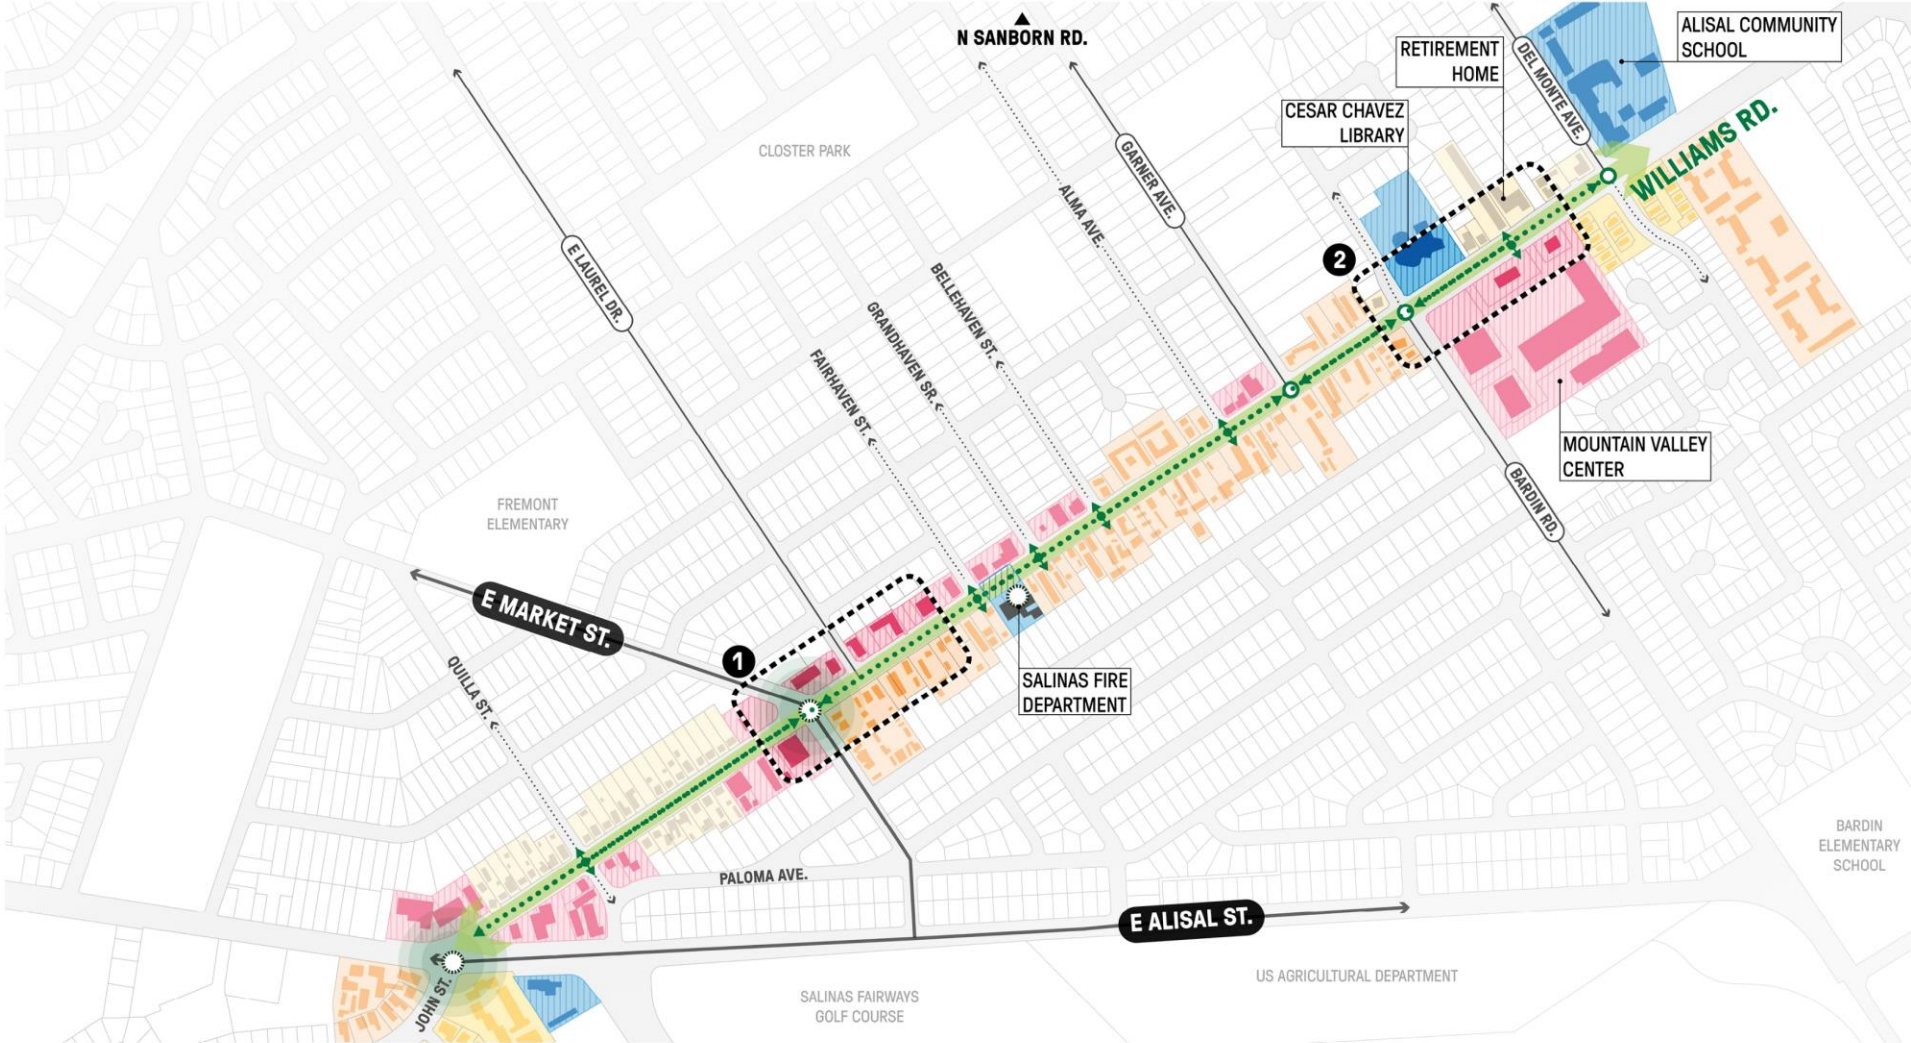 N SANBORN RD.
ALISAL COMMUNITY
SCHOOL
RETIREMENT
HOME
DEL MONTE AVE.
CESAR CHAVEZ
LIBRARY
WILLIAMS RD.
CLOSTER PARK
GARNER AVE.
ALMA AVE.
E LAUREL DR.
BELLEHAVEN ST.
GRANDHAVEN SR.
FAIRHAVEN ST.
2
MOUNTAIN VALLEY
CENTER
BARDIN RD.
FREMONT
ELEMENTARY
E MARKET ST.
1
QUILLA ST.
SALINAS FIRE
DEPARTMENT
PALOMA AVE.
BARDIN
ELEMENTARY
SCHOOL
E ALISAL ST.
JOHN ST.
SALINAS FAIRWAYS
GOLF COURSE
US AGRICULTURAL DEPARTMENT